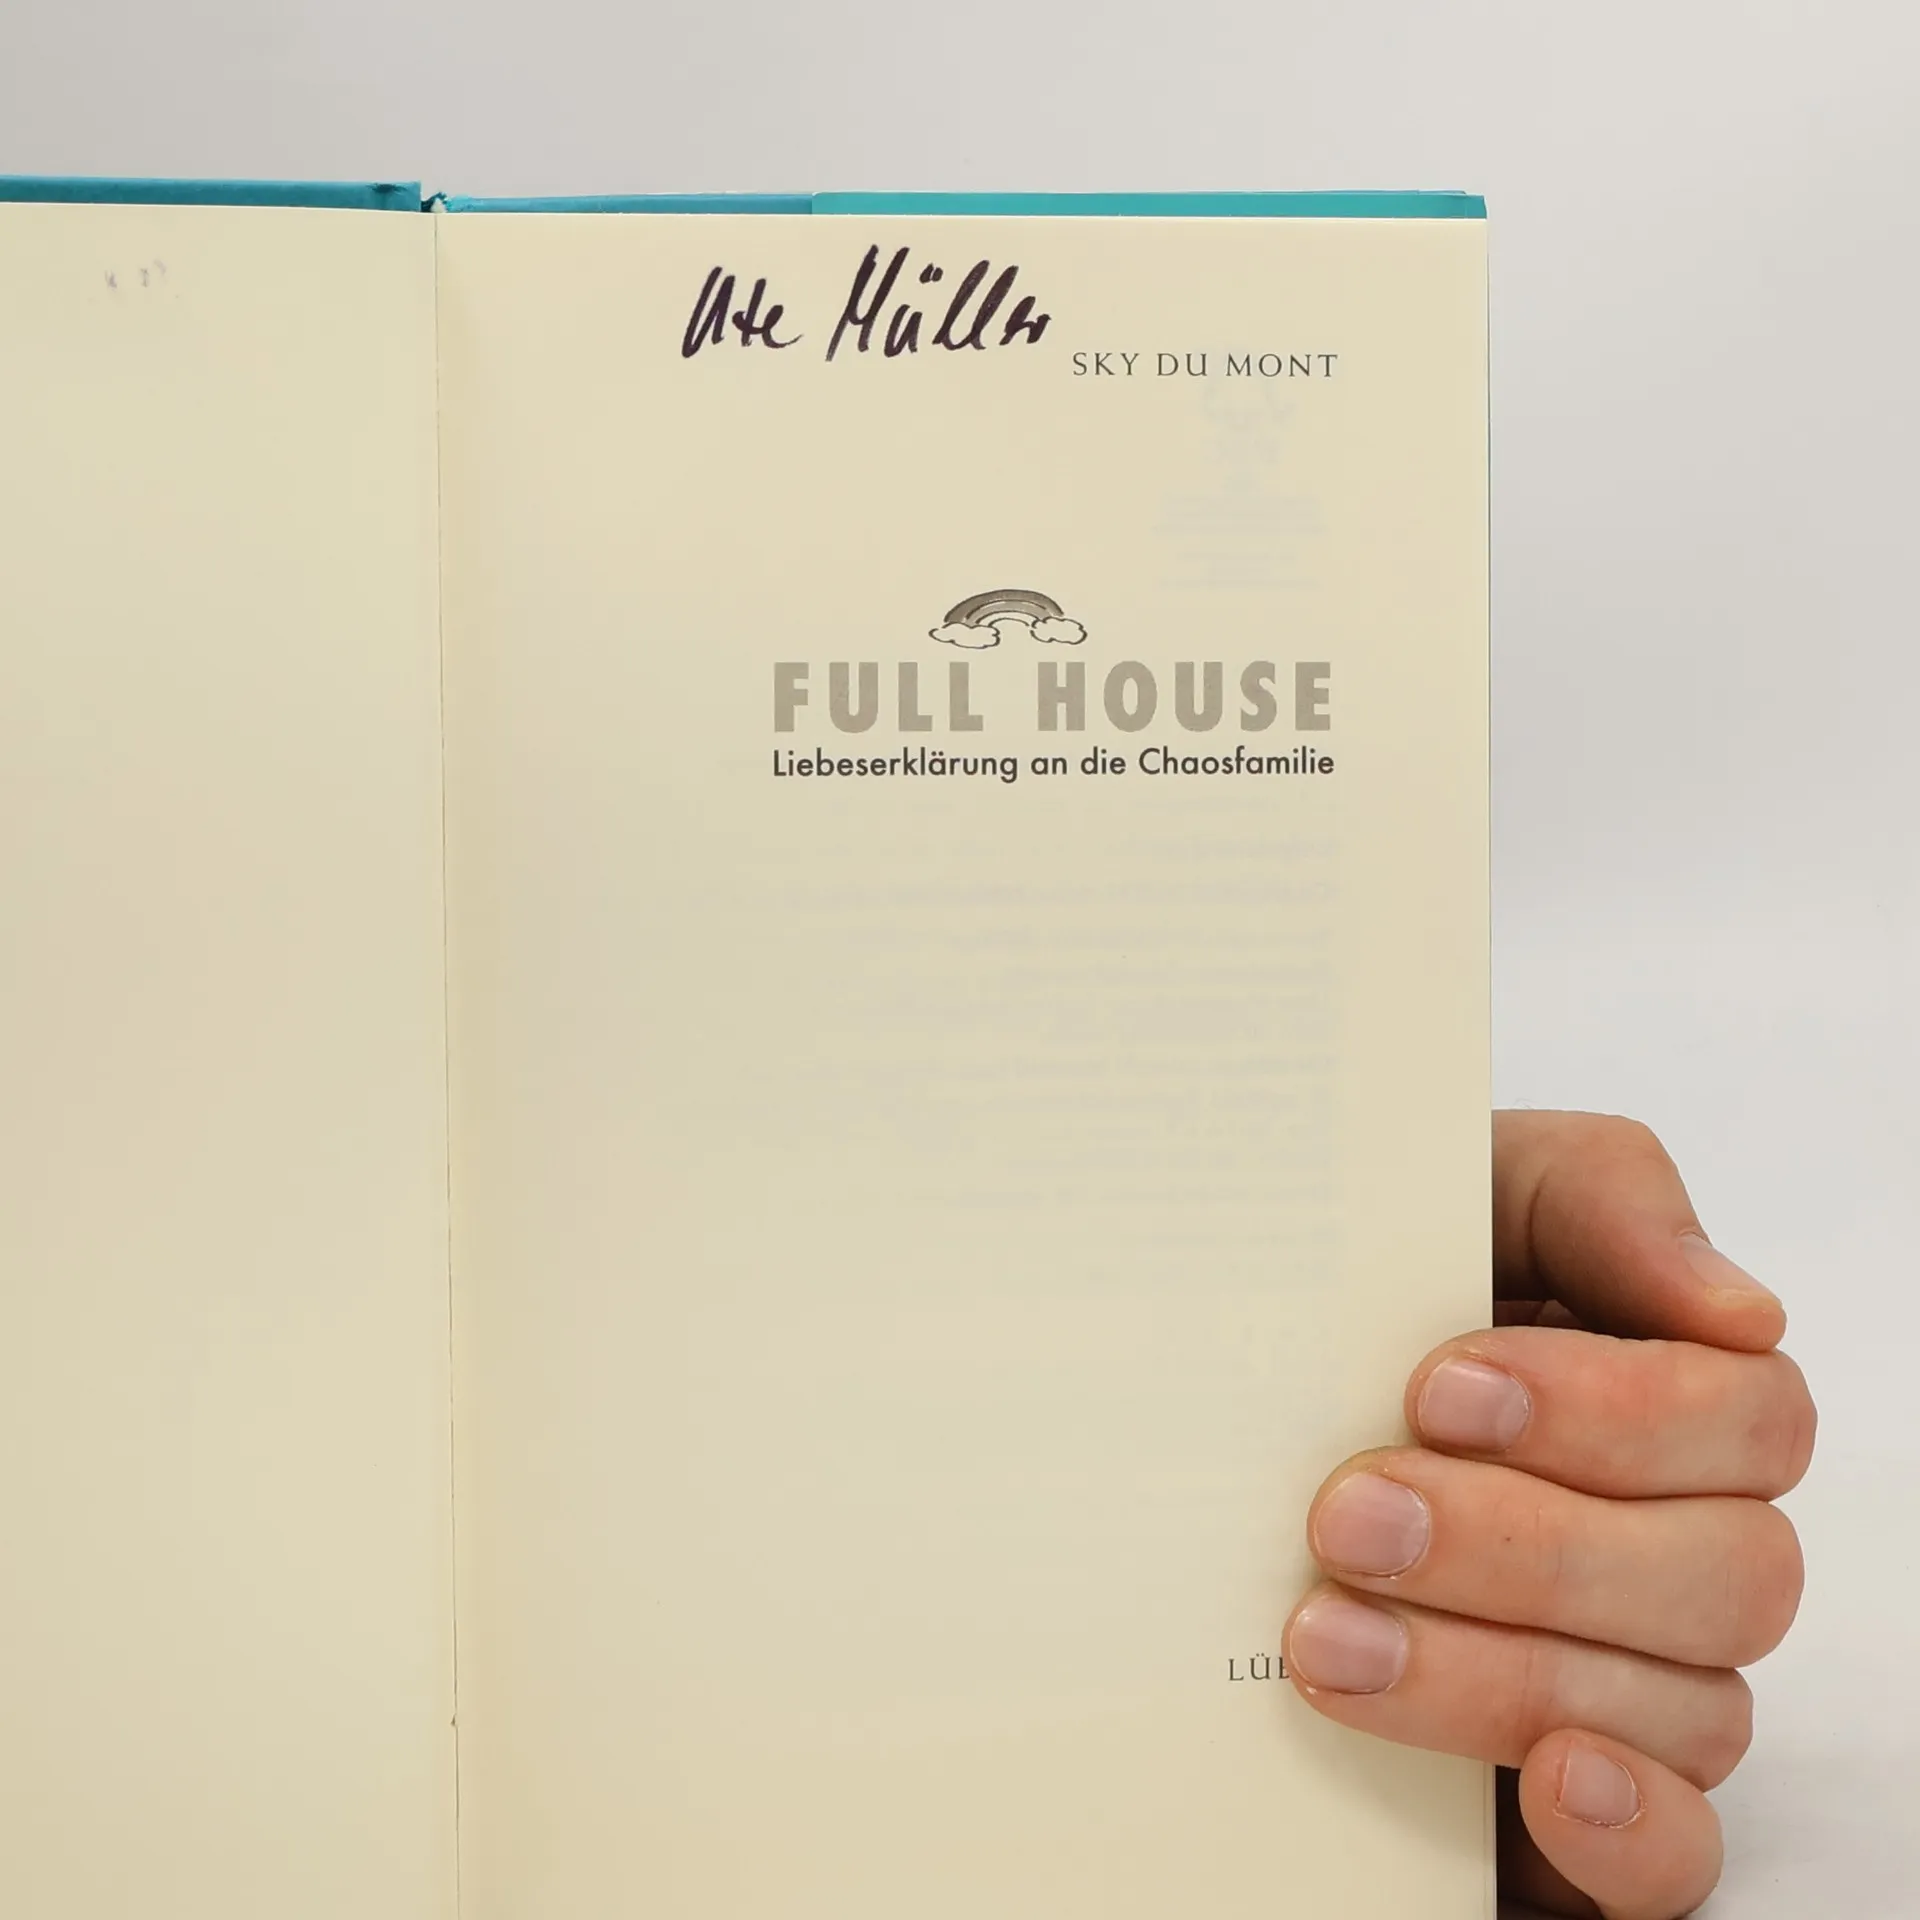 Ute Müller
SKY DU MONT
FULL HOUSE
Liebeserklärung an die Chaosfamilie